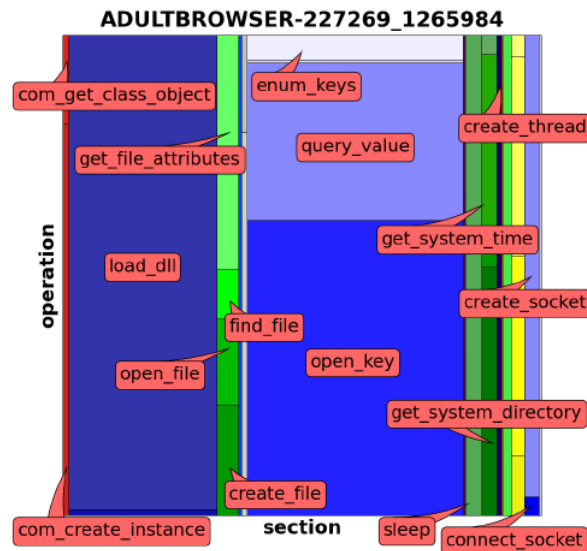 ADULTBROWSER-227269_1265984
com_get_class_object
enum_keys
create_thread
get_file_attributes
query_value
get_system_time
load_dll
create_socket
find_file
open_file
open_key
get_system_directory
create_file
com_create_instance
sleep
connect_socket
operation
section